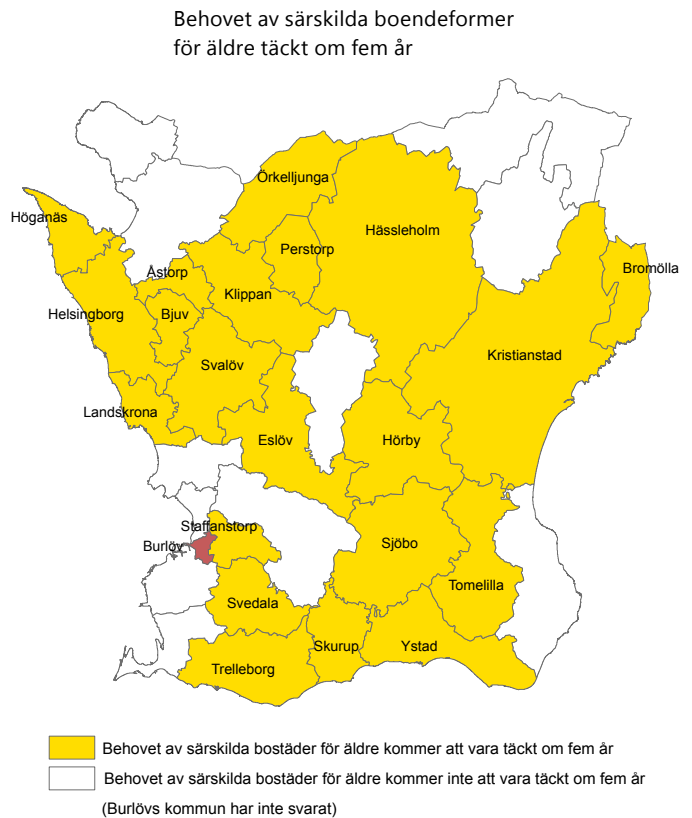 Behovet av särskilda boendeformer
för äldre täckt om fem år
Örkelljunga
Höganäs
Hässleholm
Perstorp
Bromölla
Åstorp
Klippan
Helsingborg
Bjuv
Kristianstad
Svalöv
Landskrona
Eslöv
Hörby
Staffanstorp
Burlöv
Sjöbo
Tomelilla
Svedala
Skurup
Ystad
Trelleborg
Behovet av särskilda bostäder för äldre kommer att vara täckt om fem år
Behovet av särskilda bostäder för äldre kommer inte att vara täckt om fem år
(Burlövs kommun har inte svarat)